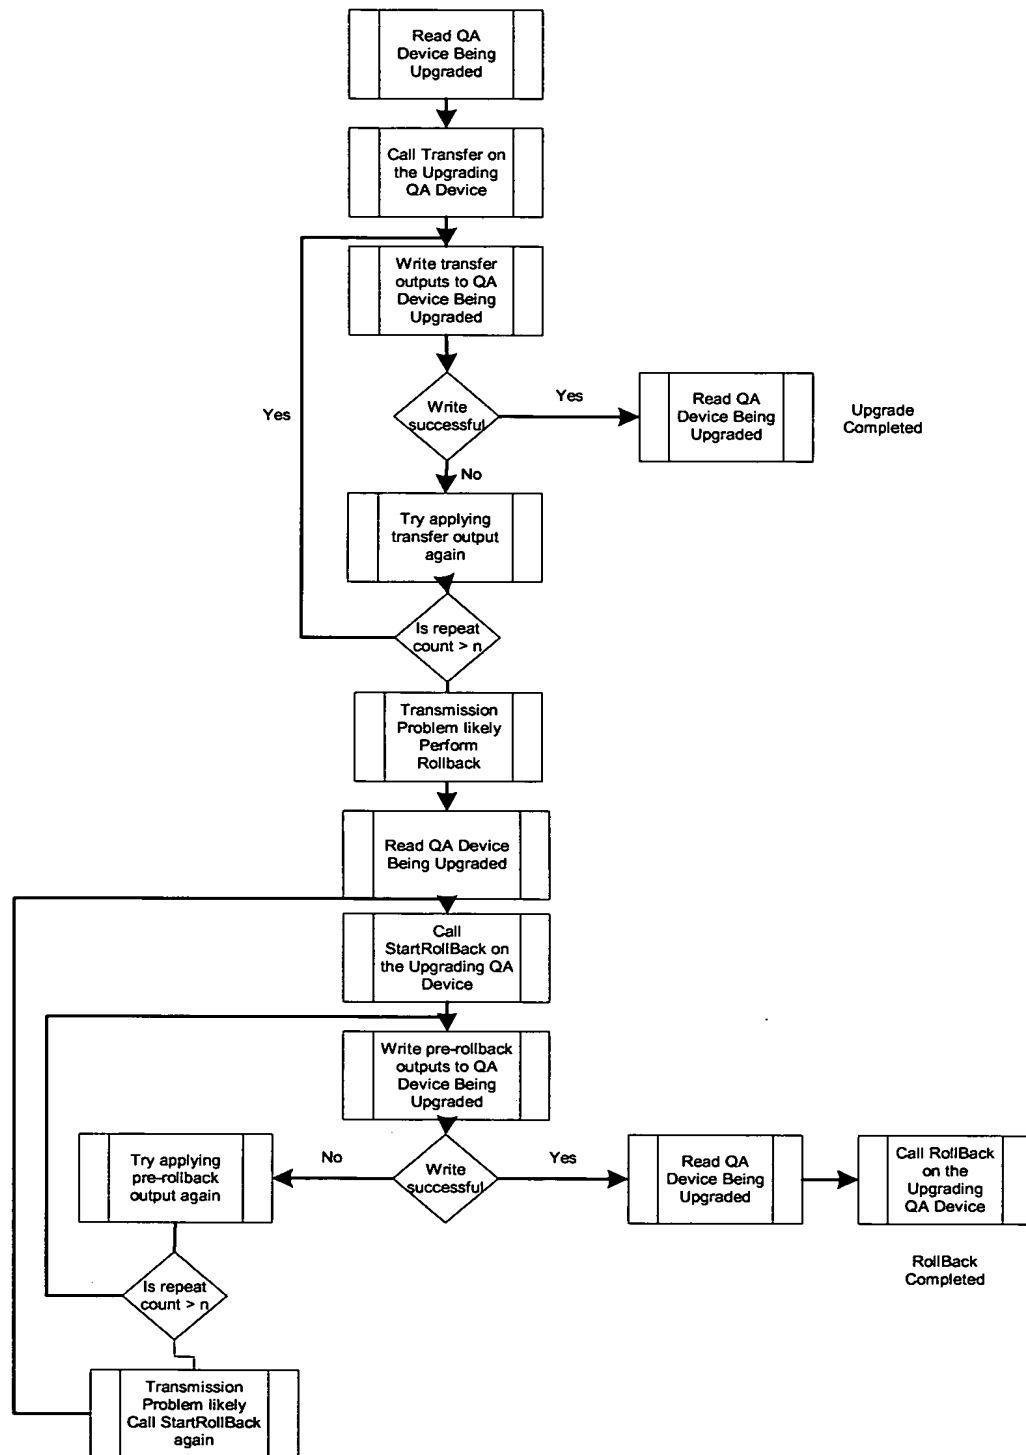 Read QA
Device Being
Upgraded
Call Transfer on
the Upgrading
QA Device
Write transfer
outputs to QA
Device Being
Upgraded
Yes
Write
successful
Yes
Read QA
Device Being
Upgraded
Upgrade
Completed
No
Try applying
transfer output
again
Is repeat
count > n
Transmission
Problem likely
Perform
Rollback
Read QA Device
Being Upgraded
Call
StartRollBack on
the Upgrading QA
Device
Write pre-rollback
outputs to QA
Device Being
Upgraded
Try applying
pre-rollback
output again
No
Write
successful
Yes
Read QA
Device Being
Upgraded
Call RollBack
on the
Upgrading
QA Device
RollBack
Completed
Is repeat
count > n
Transmission
Problem likely
Call StartRollBack
again